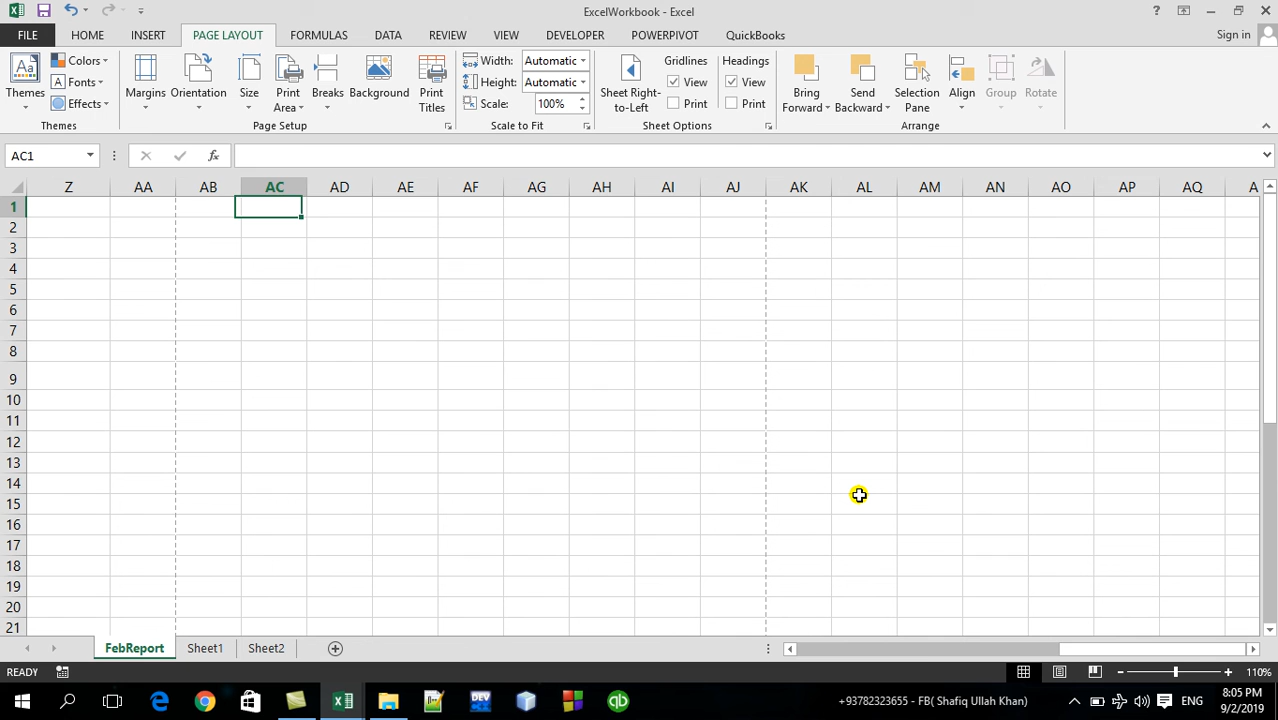 ExcelWorkbook - Excel
?
FILE HOME INSERT PAGE LAYOUT FORMULAS DATA REVIEW VIEW DEVELOPER POWERPIVOT QuickBooks Sign in
Themes
Colors
Fonts
Effects
Themes
Margins
Orientation
Size
Print Area
Breaks
Background
Print Titles
Page Setup
Width: Automatic
Height: Automatic
Scale: 100%
Scale to Fit
Sheet Right-to-Left
Gridlines
View
Print
Headings
View
Print
Sheet Options
Bring Forward
Send Backward
Selection Pane
Align
Group
Rotate
Arrange
AC1 fx
Z AA AB AC AD AE AF AG AH AI AJ AK AL AM AN AO AP AQ A
1
2
3
4
5
6
7
8
9
10
11
12
13
14
15
16
17
18
19
20
21
FebReport Sheet1 Sheet2
READY 110%
DEV
qb
+93782323655 - FB( Shafiq Ullah Khan)
ENG
8:05 PM
9/2/2019